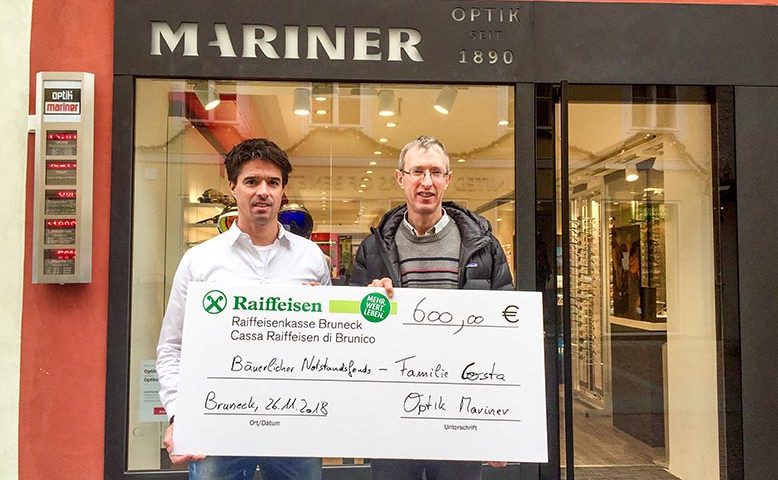 MARINER
OPTIK
SEIT
1890
optik
mariner
Raiffeisen
MEHR
WERT
LEBEN.
600,00 €
Raiffeisenkasse Bruneck
Cassa Raiffeisen di Brunico
Bäuerlicher Notstandsfonds – Familie Costa
Bruneck, 26.11.2018
Optik Mariner
Ort/Datum
Unterschrift